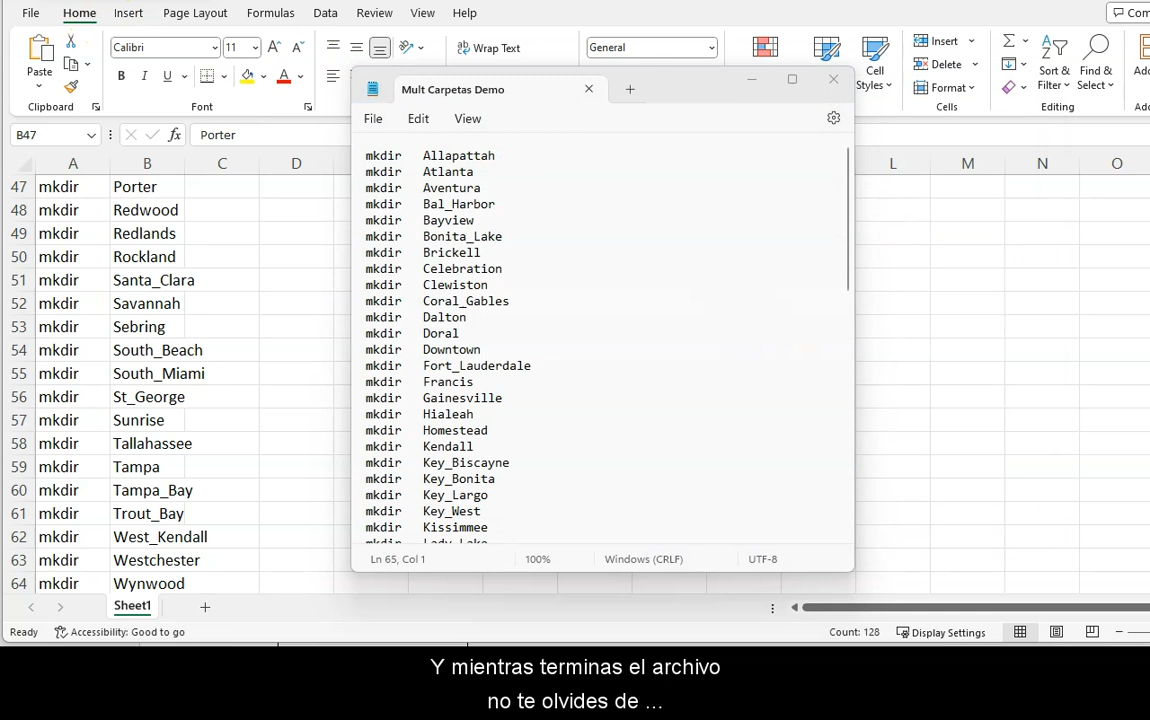 File Home Insert Page Layout Formulas Data Review View Help
Calibri 11 Wrap Text General Insert
Paste Cell Delete Sort & Find &
B I U A Styles Format Filter Select
Clipboard Font Cells
B47 fx Porter
A B C D L M N O
47 mkdir Porter
48 mkdir Redwood
49 mkdir Redlands
50 mkdir Rockland
51 mkdir Santa_Clara
52 mkdir Savannah
53 mkdir Sebring
54 mkdir South_Beach
55 mkdir South_Miami
56 mkdir St_George
57 mkdir Sunrise
58 mkdir Tallahassee
59 mkdir Tampa
60 mkdir Tampa_Bay
61 mkdir Trout_Bay
62 mkdir West_Kendall
63 mkdir Westchester
64 mkdir Wynwood
Mult Carpetas Demo
File Edit View
mkdir Allapattah
mkdir Atlanta
mkdir Aventura
mkdir Bal_Harbor
mkdir Bayview
mkdir Bonita_Lake
mkdir Brickell
mkdir Celebration
mkdir Clewiston
mkdir Coral_Gables
mkdir Dalton
mkdir Doral
mkdir Downtown
mkdir Fort_Lauderdale
mkdir Francis
mkdir Gainesville
mkdir Hialeah
mkdir Homestead
mkdir Kendall
mkdir Key_Biscayne
mkdir Key_Bonita
mkdir Key_Largo
mkdir Key_West
mkdir Kissimmee
Ln 65, Col 1 100% Windows (CRLF) UTF-8
Sheet1
Ready Accessibility: Good to go Count: 128 Display Settings
Y mientras terminas el archivo
no te olvides de ...